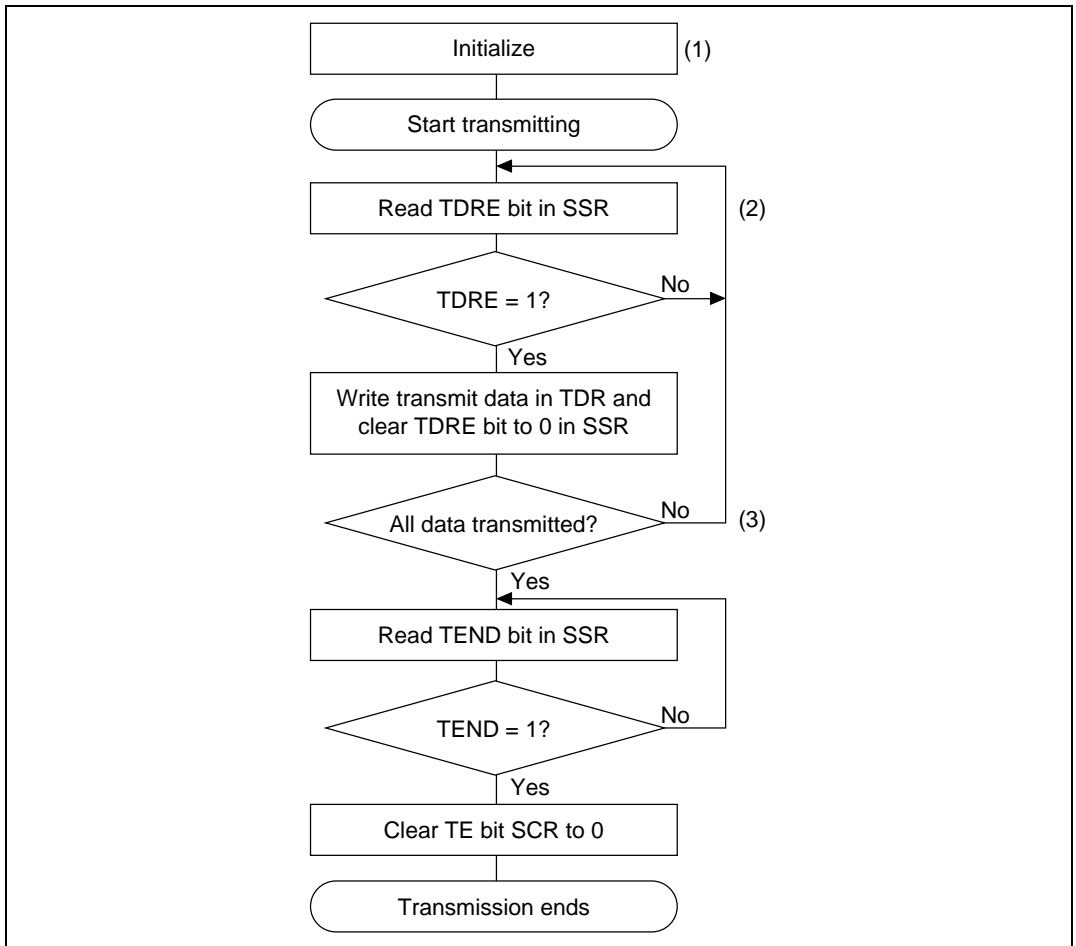 Initialize (1)
Start transmitting
Read TDRE bit in SSR (2)
TDRE = 1? No
Yes
Write transmit data in TDR and
clear TDRE bit to 0 in SSR
All data transmitted? No (3)
Yes
Read TEND bit in SSR
TEND = 1? No
Yes
Clear TE bit SCR to 0
Transmission ends